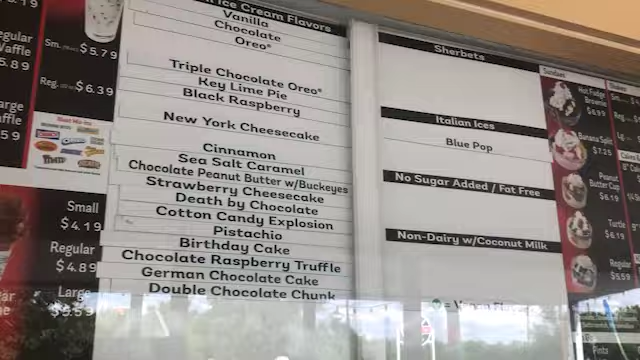 Ice Cream Flavors
Vanilla
Chocolate
Oreo®
Triple Chocolate Oreo®
Key Lime Pie
Black Raspberry
New York Cheesecake
Cinnamon
Sea Salt Caramel
Chocolate Peanut Butter w/Buckeyes
Strawberry Cheesecake
Death by Chocolate
Cotton Candy Explosion
Pistachio
Birthday Cake
Chocolate Raspberry Truffle
German Chocolate Cake
Double Chocolate Chunk
Sherbets
Italian Ices
Blue Pop
No Sugar Added / Fat Free
Non-Dairy w/Coconut Milk
Sm.
$5.79
Reg.
$6.39
Small
$4.19
Regular
$4.89
Large
$5.59
Sundaes
Hot Fudge
Brownie
$6.99
Banana Split
$7.25
Peanut
Butter Cup
$6.19
Turtle
$6.19
Regular
$5.59